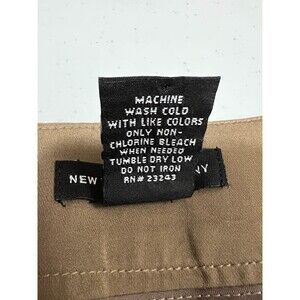 MACHINE
WASH COLD
WITH LIKE COLORS
ONLY NON-
CHLORINE BLEACH
WHEN NEEDED
TUMBLE DRY LOW
DO NOT IRON
RN# 23243
NEW
NY